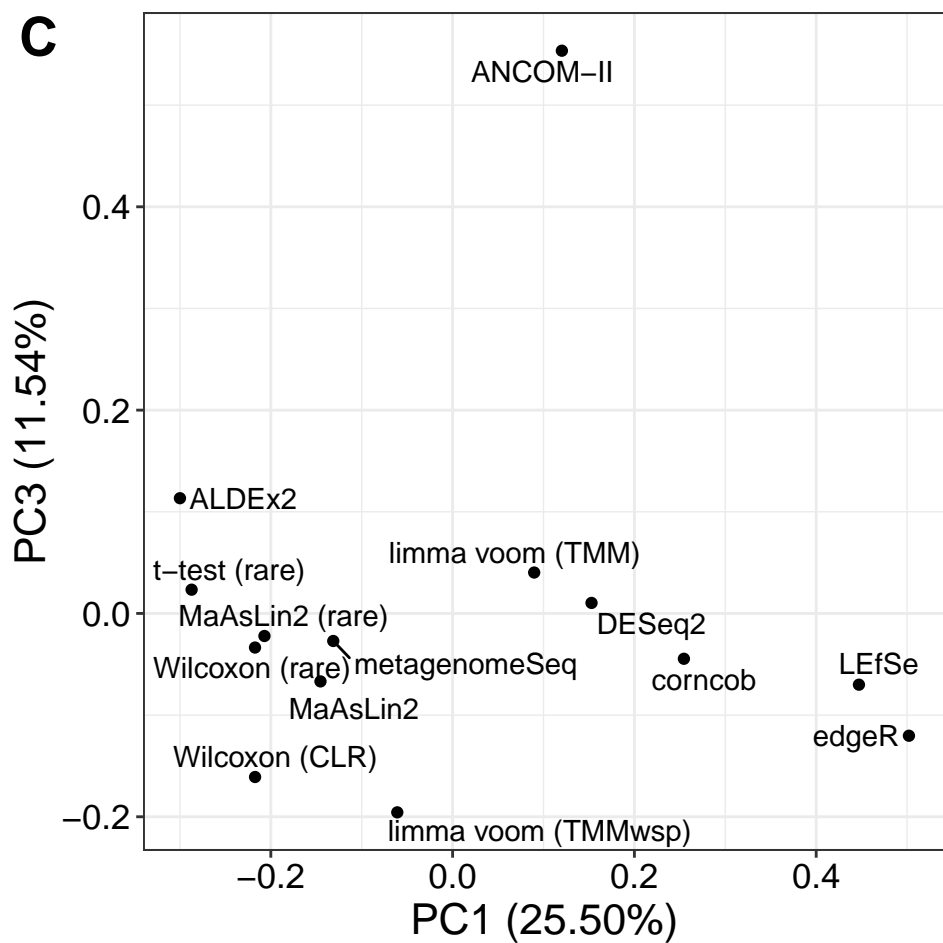 C
ANCOM−II
0.4
0.2
ALDEx2
limma voom (TMM)
t−test (rare)
0.0
MaAsLin2 (rare)
DESeq2
Wilcoxon (rare)
metagenomeSeq
LEfSe
corncob
MaAsLin2
edgeR
Wilcoxon (CLR)
−0.2
limma voom (TMMwsp)
PC3 (11.54%)
−0.2 0.0 0.2 0.4
PC1 (25.50%)